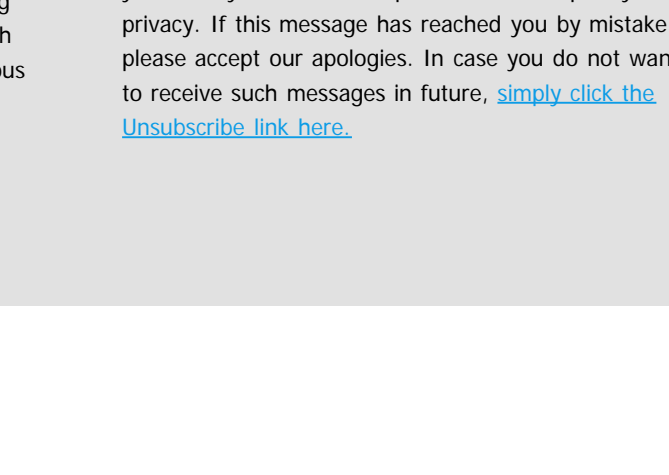 privacy. If this message has reached you by mistake
please accept our apologies. In case you do not
to receive such messages in future, simply click the
Unsubscribe link here.